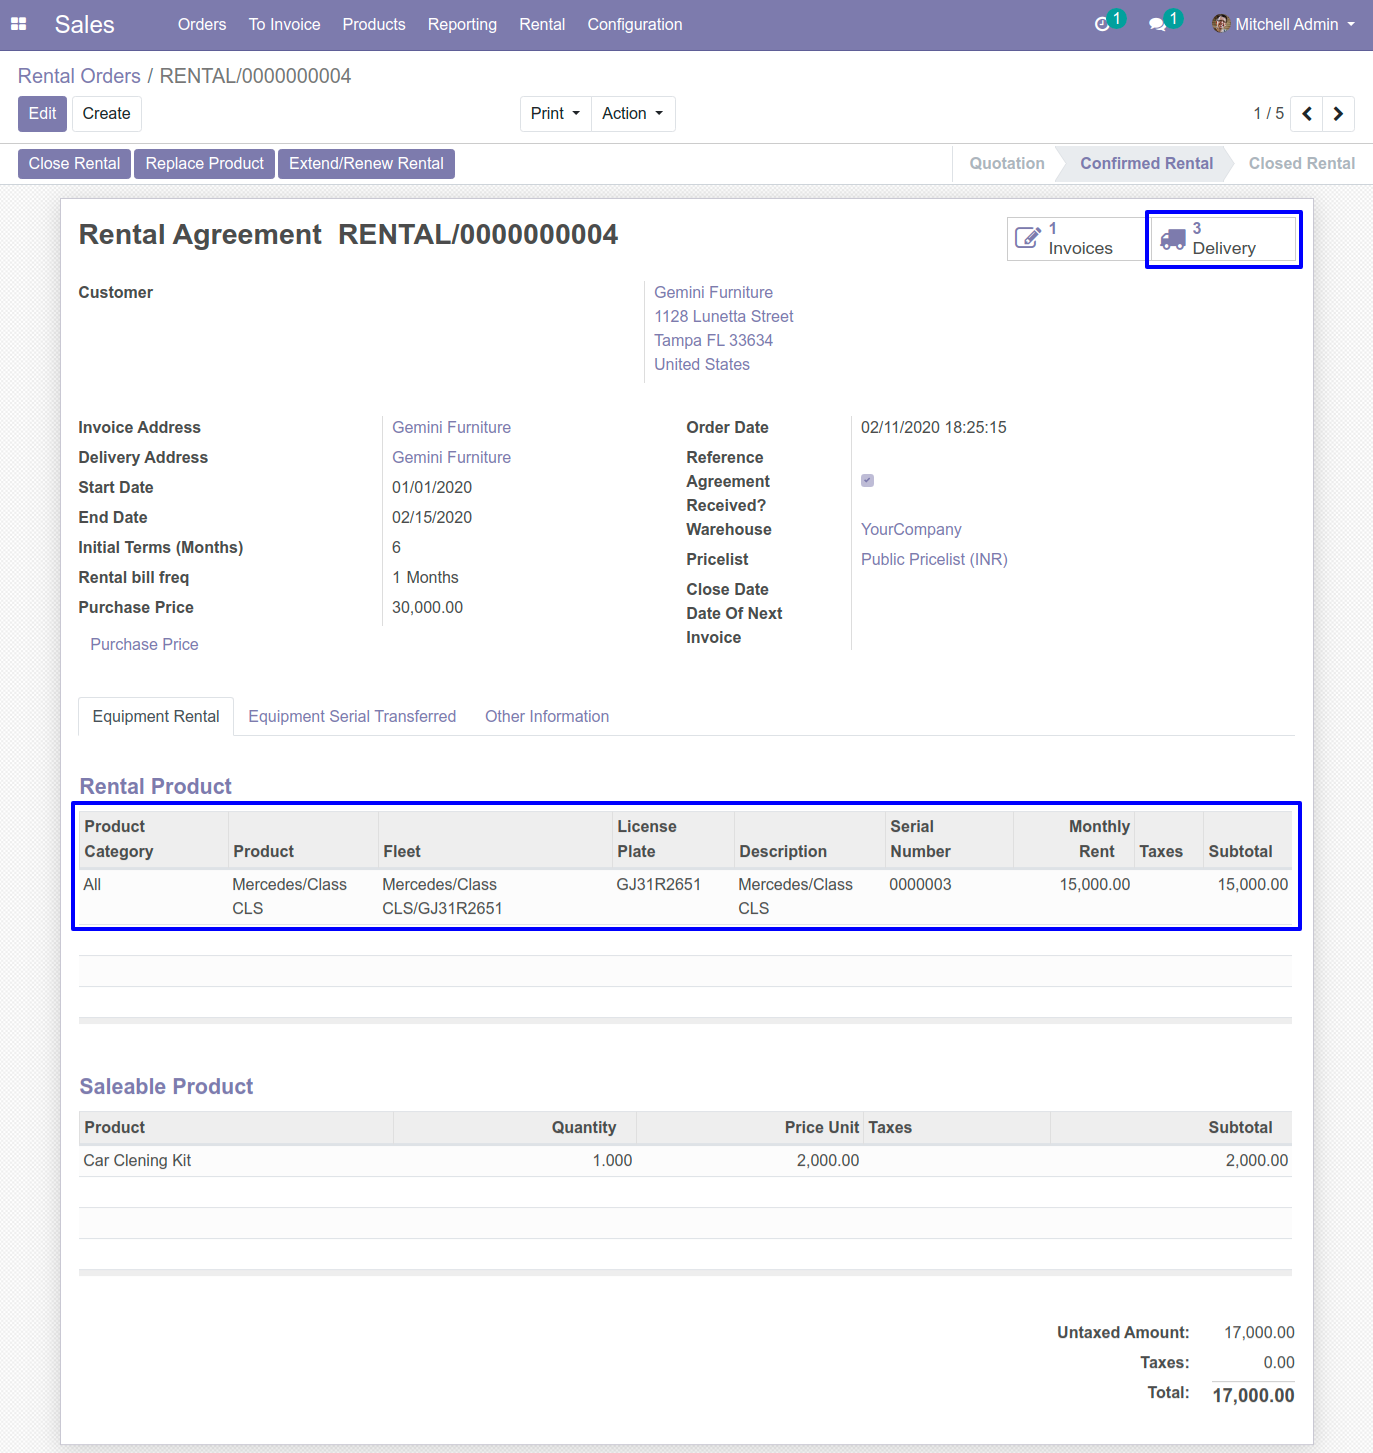 Sales Orders To Invoice Products Reporting Rental Configuration 1 1 Mitchell Admin
Rental Orders / RENTAL/0000000004
Edit Create Print Action 1 / 5
Close Rental Replace Product Extend/Renew Rental Quotation Confirmed Rental Closed Rental
Rental Agreement RENTAL/0000000004
1
Invoices
3
Delivery
Customer
Gemini Furniture
1128 Lunetta Street
Tampa FL 33634
United States
Invoice Address Gemini Furniture
Delivery Address Gemini Furniture
Start Date 01/01/2020
End Date 02/15/2020
Initial Terms (Months) 6
Rental bill freq 1 Months
Purchase Price 30,000.00
Purchase Price
Order Date 02/11/2020 18:25:15
Reference
Agreement
Received?
Warehouse YourCompany
Pricelist Public Pricelist (INR)
Close Date
Date Of Next
Invoice
Equipment Rental Equipment Serial Transferred Other Information
Rental Product
Product License Serial Monthly
Category Product Fleet Plate Description Number Rent Taxes Subtotal
All Mercedes/Class Mercedes/Class GJ31R2651 Mercedes/Class 0000003 15,000.00 15,000.00
CLS CLS/GJ31R2651 CLS
Saleable Product
Product Quantity Price Unit Taxes Subtotal
Car Clening Kit 1.000 2,000.00 2,000.00
Untaxed Amount: 17,000.00
Taxes: 0.00
Total: 17,000.00